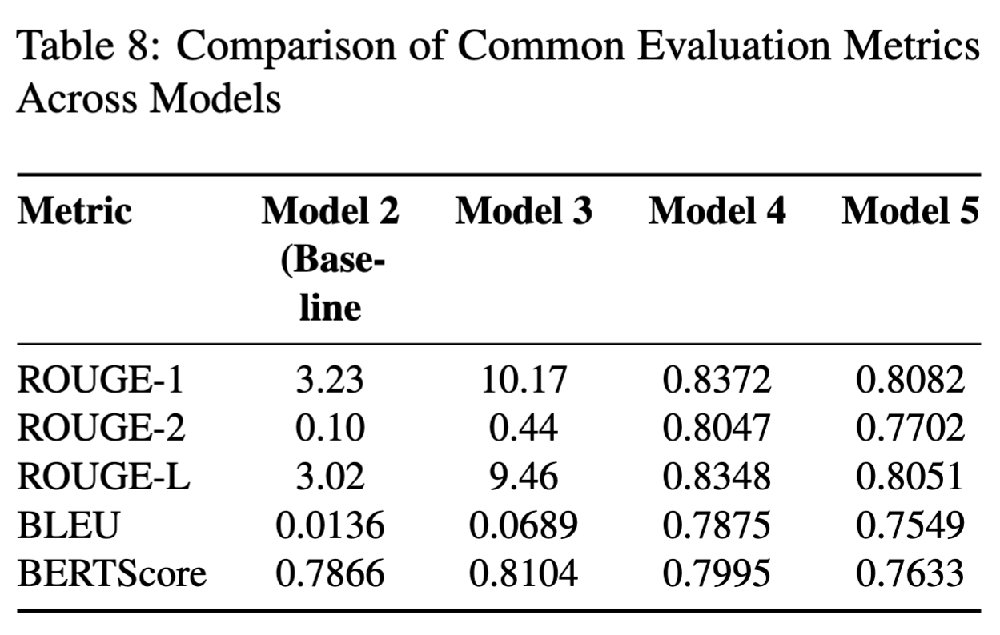 Table 8: Comparison of Common Evaluation Metrics
Across Models
Metric Model 2 Model 3 Model 4 Model 5
(Base-
line
ROUGE-1 3.23 10.17 0.8372 0.8082
ROUGE-2 0.10 0.44 0.8047 0.7702
ROUGE-L 3.02 9.46 0.8348 0.8051
BLEU 0.0136 0.0689 0.7875 0.7549
BERTScore 0.7866 0.8104 0.7995 0.7633